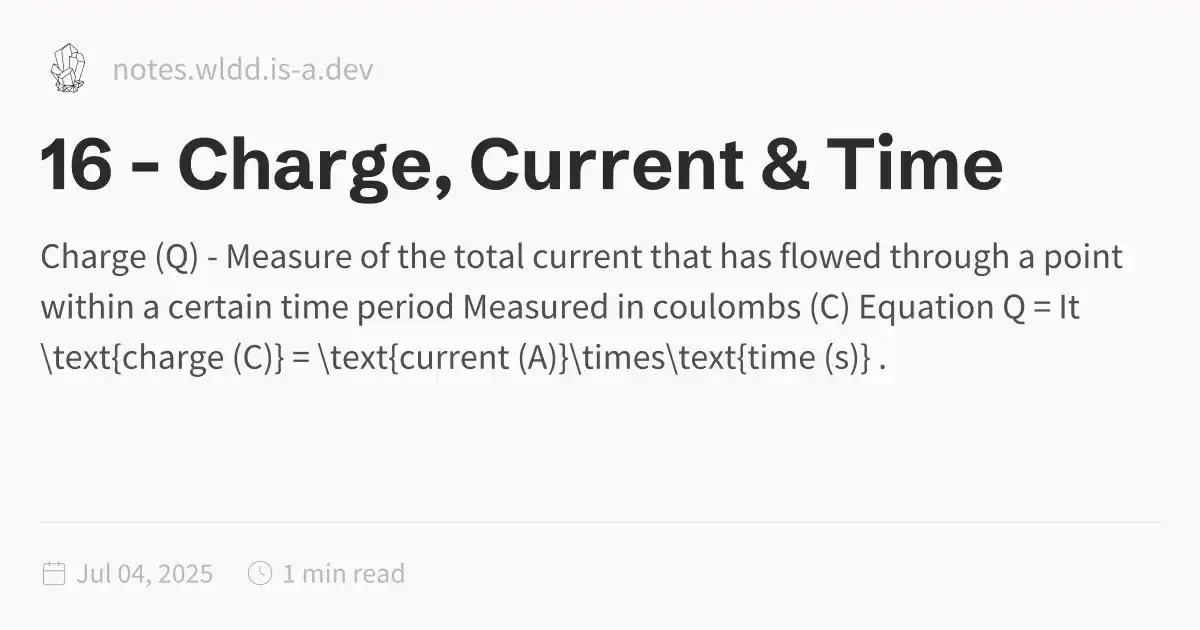 notes.wldd.is-a.dev
16 - Charge, Current & Time
Charge (Q) - Measure of the total current that has flowed through a point
within a certain time period Measured in coulombs (C) Equation Q = It
\text{charge (C)} = \text{current (A)}\times\text{time (s)} .
Jul 04, 2025
1 min read